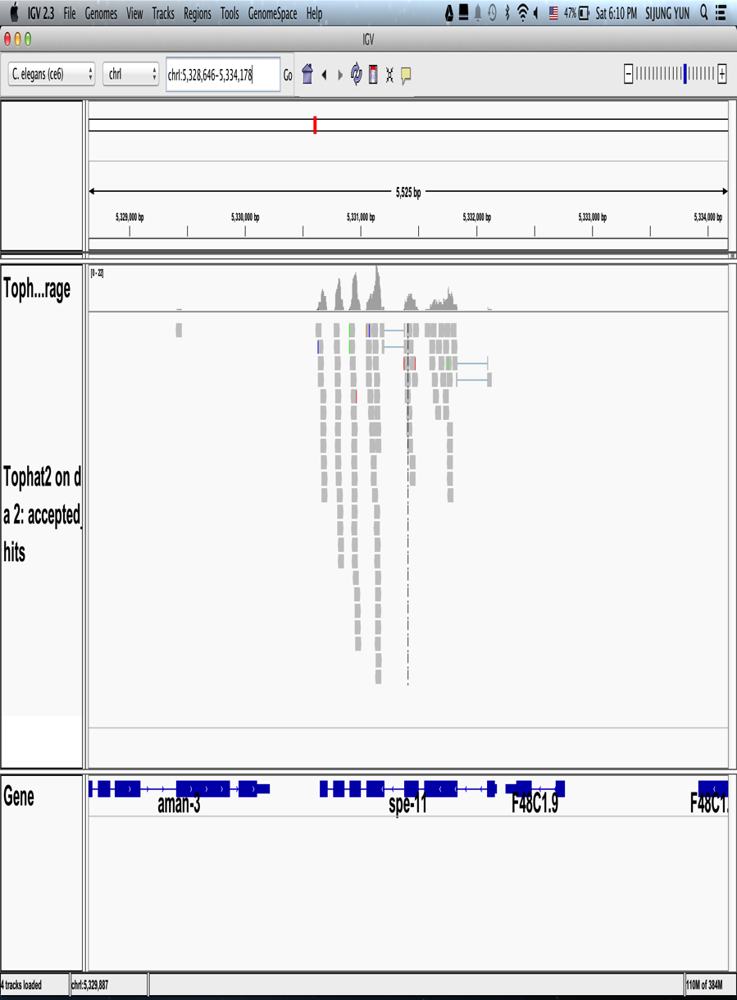 IGV 2.3 File Genomes View Tracks Regions Tools GenomeSpace Help 47% Sat 6:10 PM SIJUNG YUN
IGV
C. elegans (ce6) chrI chrI:5,328,646-5,334,178 Go
5,525 bp
5,329,000 bp 5,330,000 bp 5,331,000 bp 5,332,000 bp 5,333,000 bp 5,334,000 bp
Toph...rage
[0 - 22]
Tophat2 on d
a 2: accepted_
hits
Gene
aman-3 spe-11 F48C1.9 F48C1.
4 tracks loaded chrI:5,329,887 110M of 384M